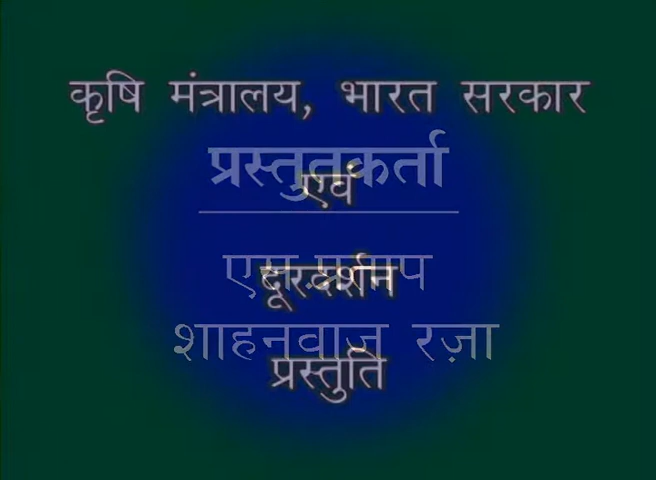 कृषि मंत्रालय, भारत सरकार
प्रस्तुतकर्ता
एवं
दूरदर्शन
शाहनवाज़ रज़ा
प्रस्तुति